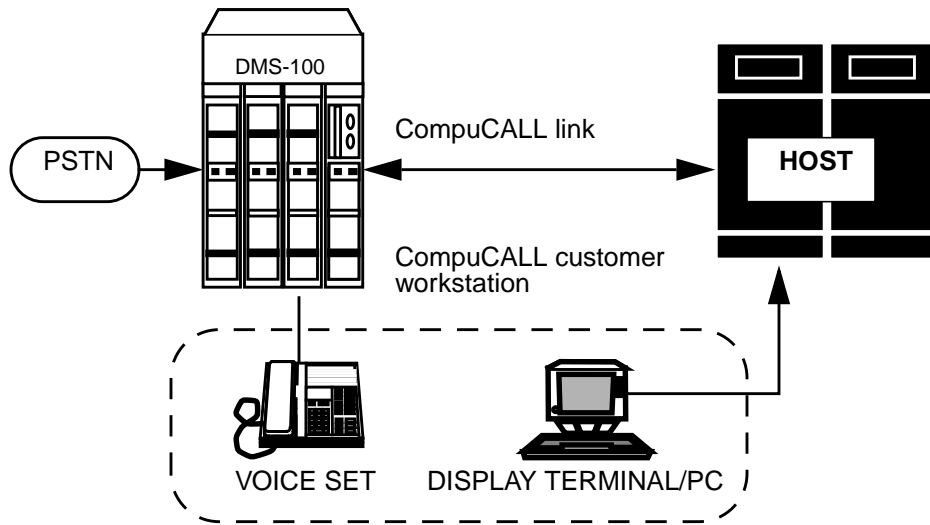 DMS-100
PSTN
CompuCALL link
HOST
CompuCALL customer
workstation
VOICE SET
DISPLAY TERMINAL/PC